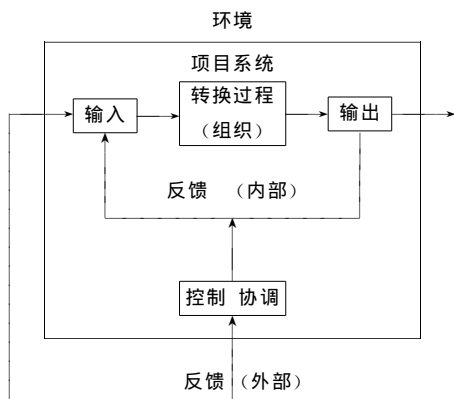 环境
项目系统
转换过程
（组织）
输入
输出
反馈 （内部）
控制 协调
反馈 （外部）